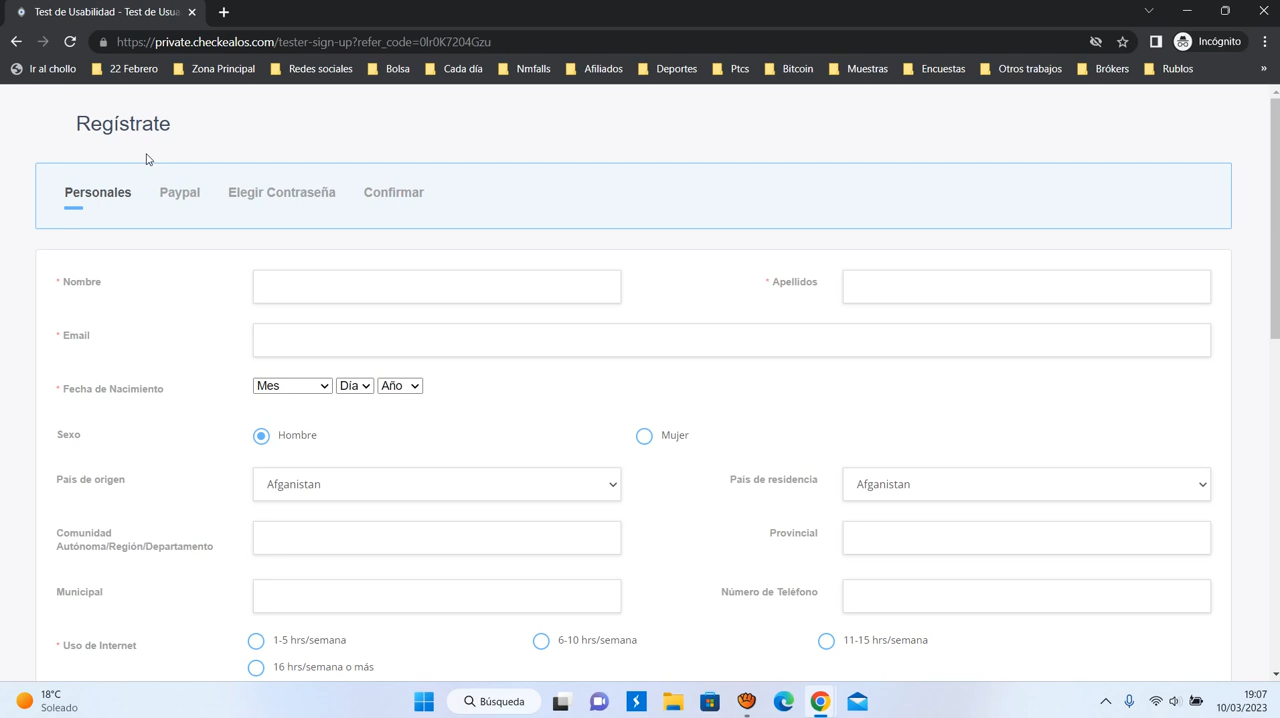 Test de Usabilidad - Test de Usua
https://private.checkealos.com/tester-sign-up?refer_code=0lr0K7204Gzu
Incógnito
Ir al chollo 22 Febrero Zona Principal Redes sociales Bolsa Cada día Nmfalls Afiliados Deportes Ptcs Bitcoin Muestras Encuestas Otros trabajos Brókers Rublos »
Regístrate
Personales Paypal Elegir Contraseña Confirmar
* Nombre * Apellidos
* Email
* Fecha de Nacimiento Mes Día Año
Sexo Hombre Mujer
País de origen Afganistan País de residencia Afganistan
Comunidad Provincial
Autónoma/Región/Departamento
Municipal Número de Teléfono
* Uso de Internet 1-5 hrs/semana 6-10 hrs/semana 11-15 hrs/semana
16 hrs/semana o más
18°C
Soleado
Búsqueda
19:07
10/03/2023